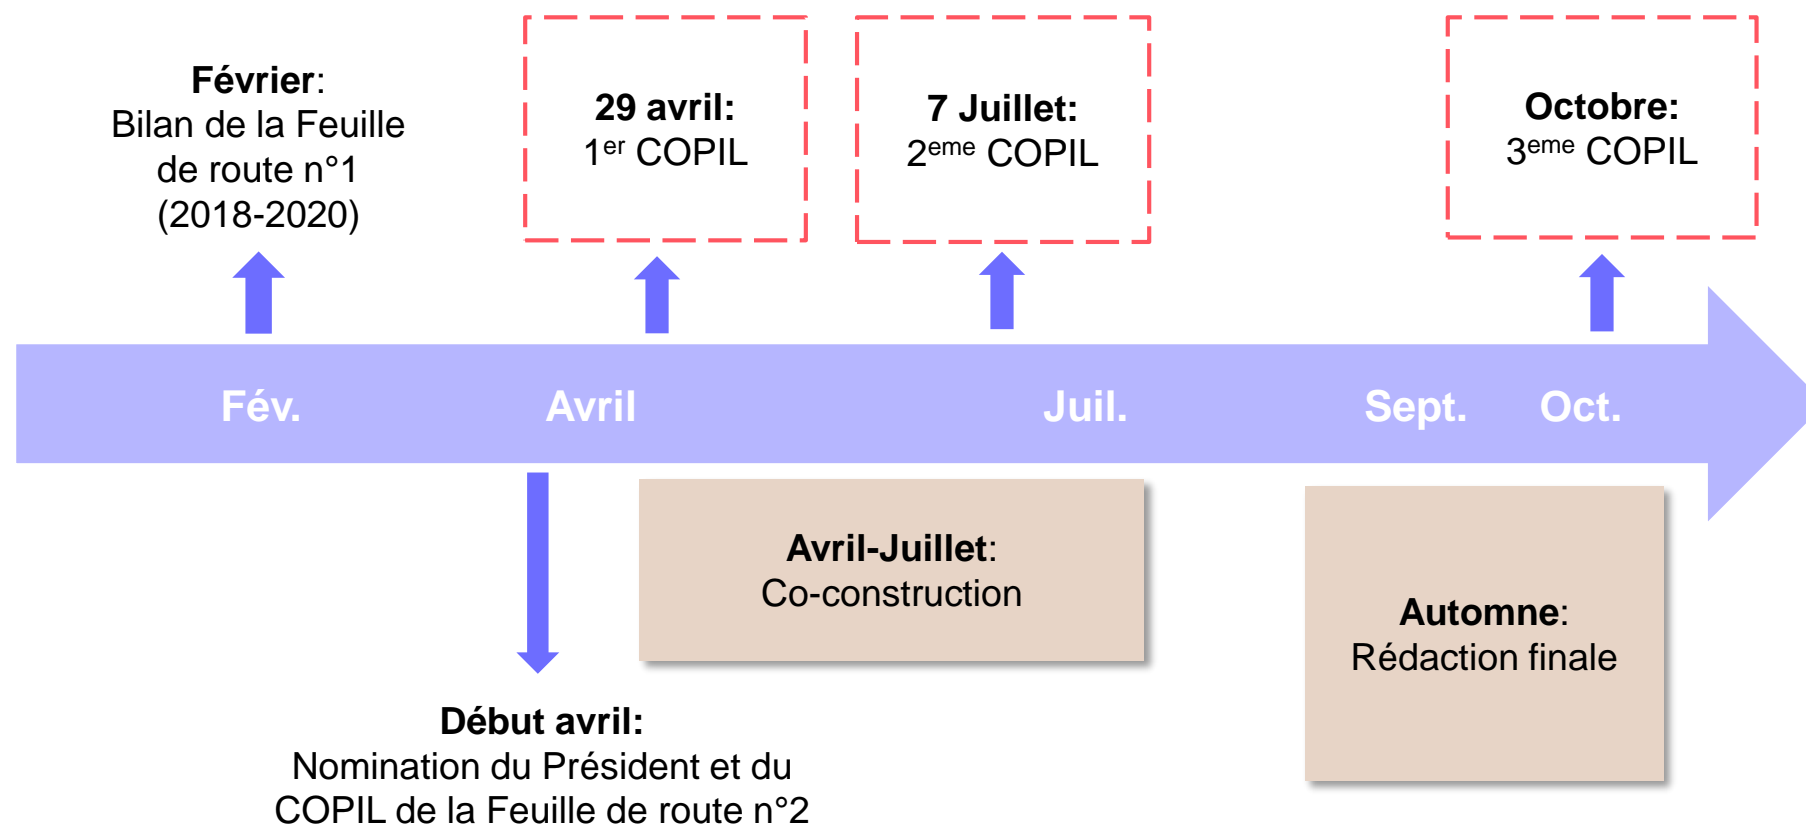 Février:
Bilan de la Feuille
de route n°1
(2018-2020)
29 avril:
1er COPIL
7 Juillet:
2eme COPIL
Octobre:
3eme COPIL
Fév.
Avril
Juil.
Sept.
Oct.
Avril-Juillet:
Co-construction
Automne:
Rédaction finale
Début avril:
Nomination du Président et du
COPIL de la Feuille de route n°2